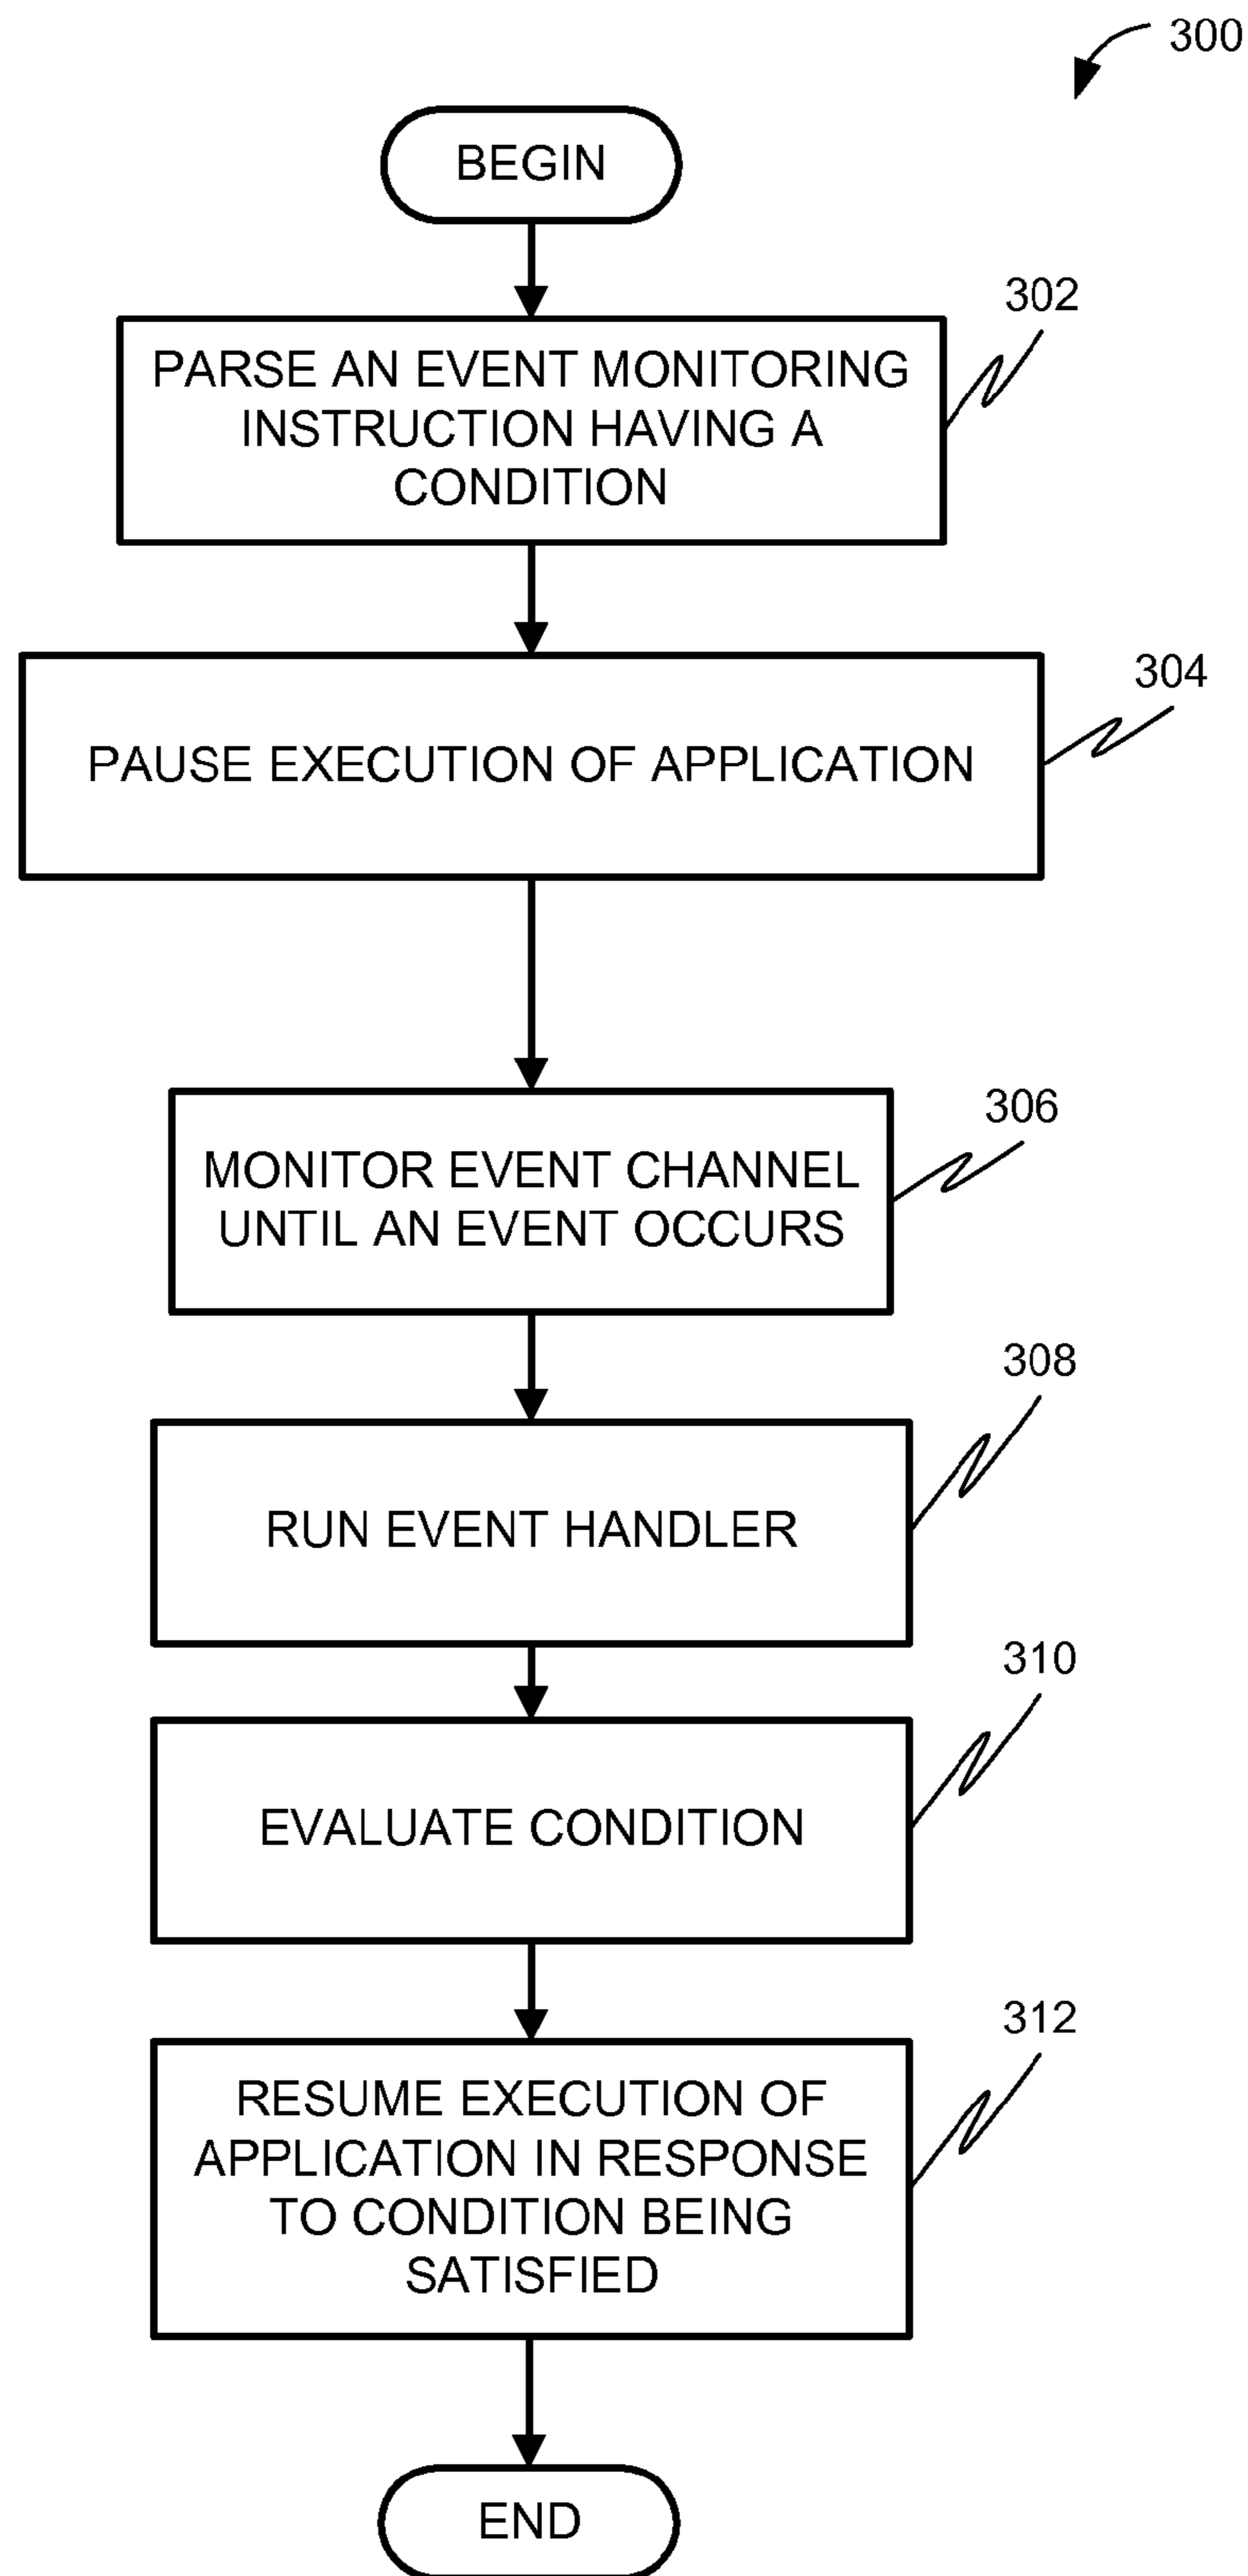 300
BEGIN
302
PARSE AN EVENT MONITORING
INSTRUCTION HAVING A
CONDITION
304
PAUSE EXECUTION OF APPLICATION
306
MONITOR EVENT CHANNEL
UNTIL AN EVENT OCCURS
308
RUN EVENT HANDLER
310
EVALUATE CONDITION
312
RESUME EXECUTION OF
APPLICATION IN RESPONSE
TO CONDITION BEING
SATISFIED
END